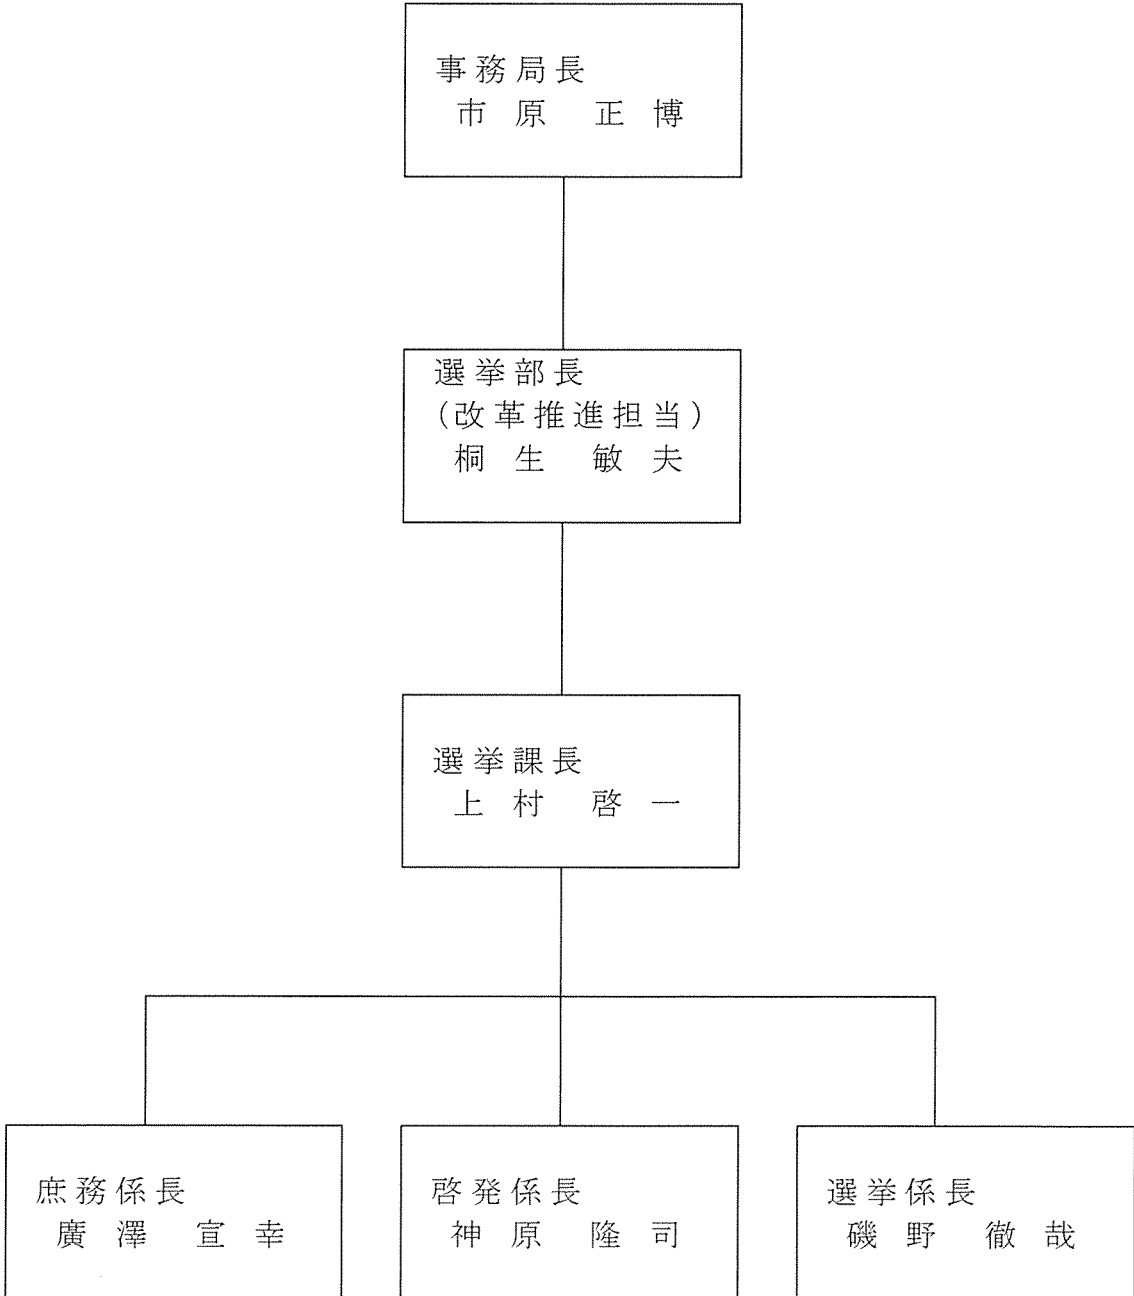 事務局長
市原 正博
選挙部長
(改革推進担当)
桐生 敏夫
選挙課長
上村 啓一
庶務係長
廣澤 宣幸
啓発係長
神原 隆司
選挙係長
磯野 徹哉